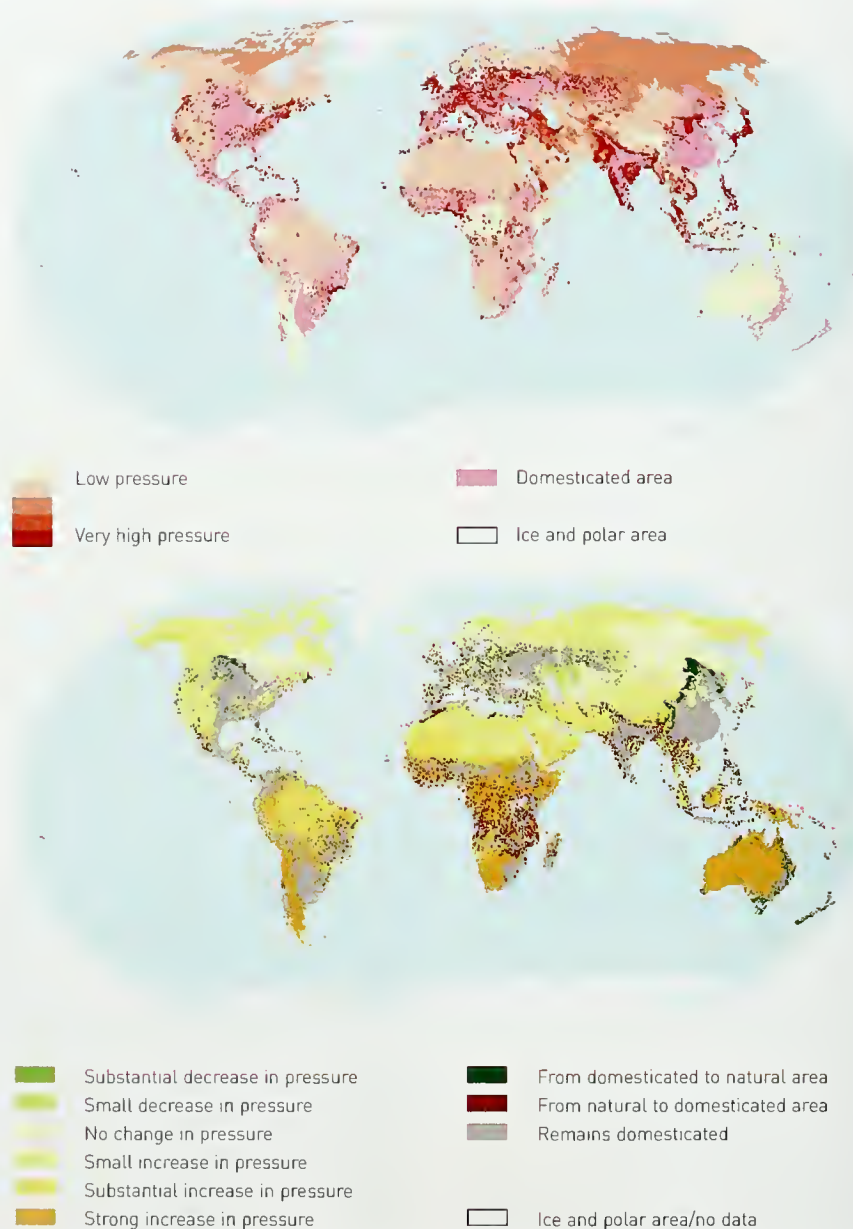 Low pressure
Domesticated area
Very high pressure
Ice and polar area
Substantial decrease in pressure
From domesticated to natural area
Small decrease in pressure
From natural to domesticated area
No change in pressure
Remains domesticated
Small increase in pressure
Substantial increase in pressure
Strong increase in pressure
Ice and polar area/no data